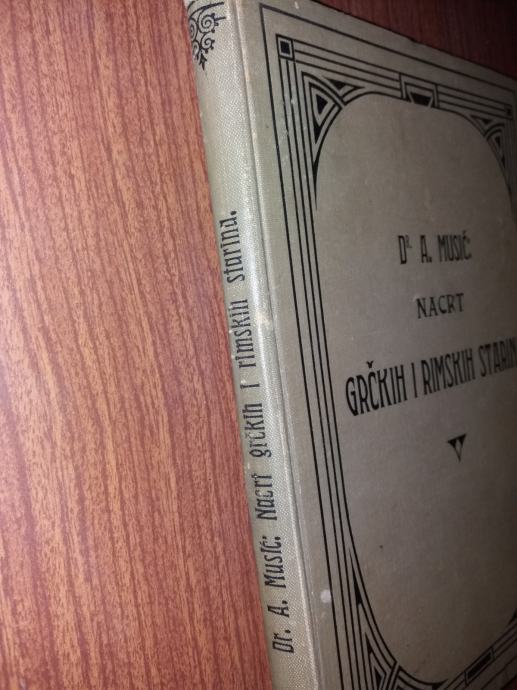 Dr. A. Musić: Nacrt grčkih i rimskih starina.
Dr. A. MUSIĆ:
NACRT
GRČKIH I RIMSKIH STARIN